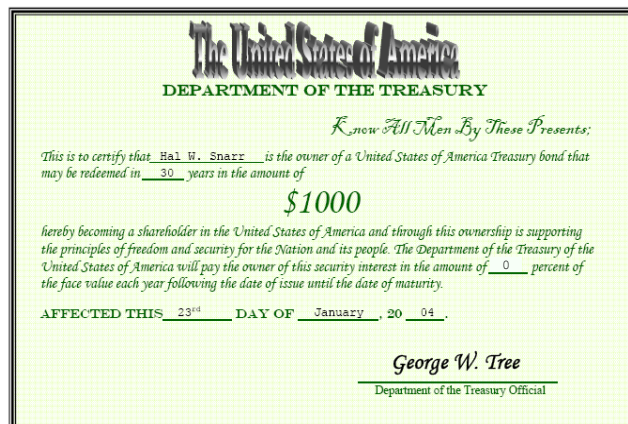 The United States of America
DEPARTMENT OF THE TREASURY
Know All Men By These Presents;
This is to certify that Hal W. Snarr is the owner of a United States of America Treasury bond that
may be redeemed in 30 years in the amount of
$1000
hereby becoming a shareholder in the United States of America and through this ownership is supporting
the principles of freedom and security for the Nation and its people. The Department of the Treasury of the
United States of America will pay the owner of this security interest in the amount of 0 percent of
the face value each year following the date of issue until the date of maturity.
AFFECTED THIS 23rd DAY OF January, 20 04.
George W. Tree
Department of the Treasury Official